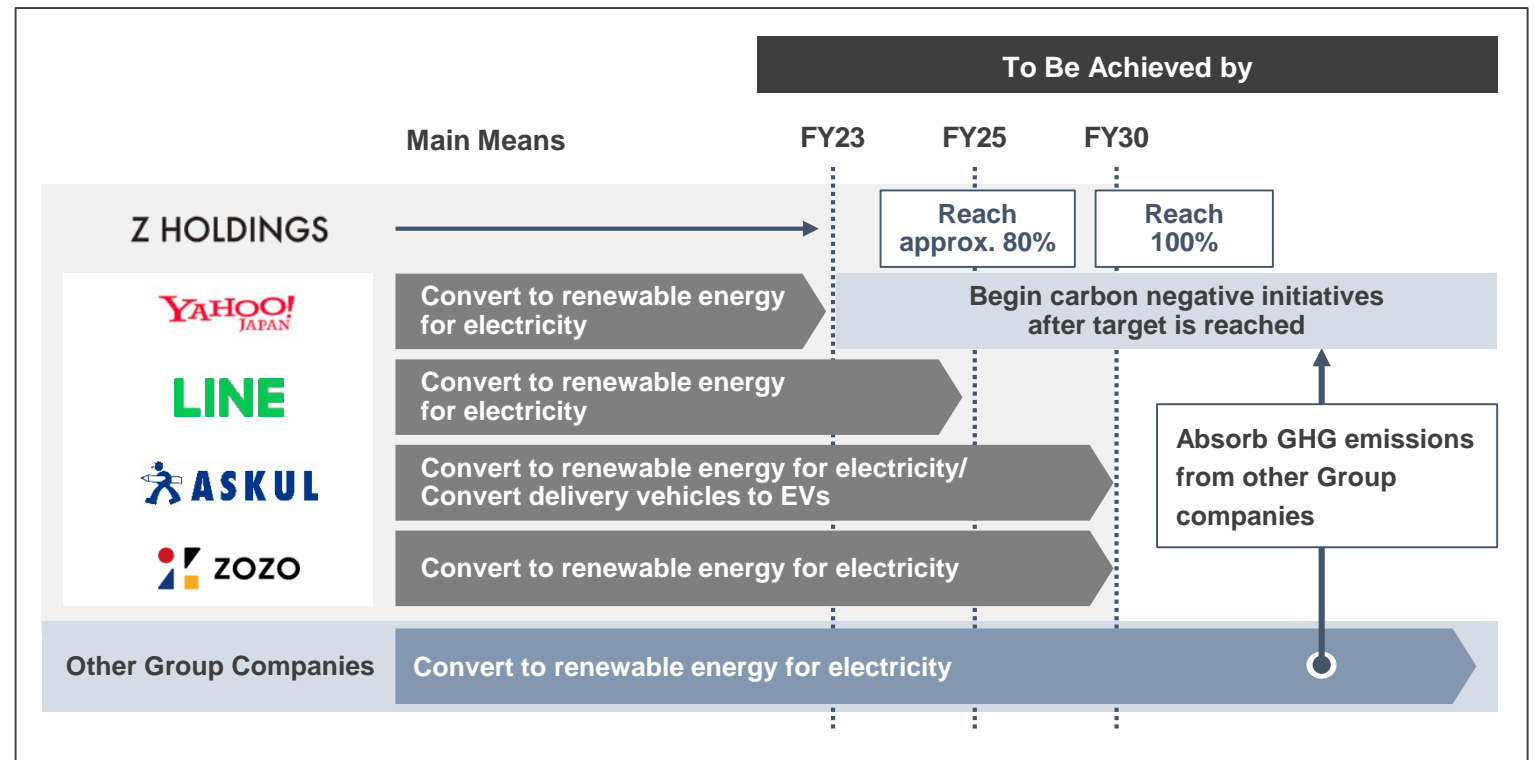 To Be Achieved by
Main Means
FY23
FY25
FY30
Z HOLDINGS
Reach
approx. 80%
Reach
100%
YAHOO!
JAPAN
Convert to renewable energy
for electricity
Begin carbon negative initiatives
after target is reached
LINE
Convert to renewable energy
for electricity
ASKUL
Convert to renewable energy for electricity/
Convert delivery vehicles to EVs
Absorb GHG emissions
from other Group
companies
ZOZO
Convert to renewable energy for electricity
Other Group Companies
Convert to renewable energy for electricity